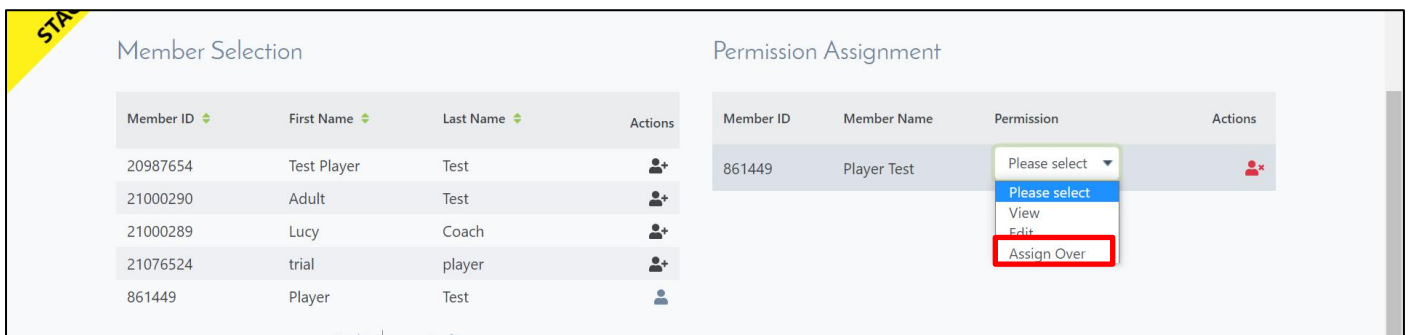 STAG
Member Selection
Member ID First Name Last Name Actions
20987654 Test Player Test
21000290 Adult Test
21000289 Lucy Coach
21076524 trial player
861449 Player Test
Permission Assignment
Member ID Member Name Permission Actions
861449 Player Test Please select
Please select
View
Edit
Assign Over